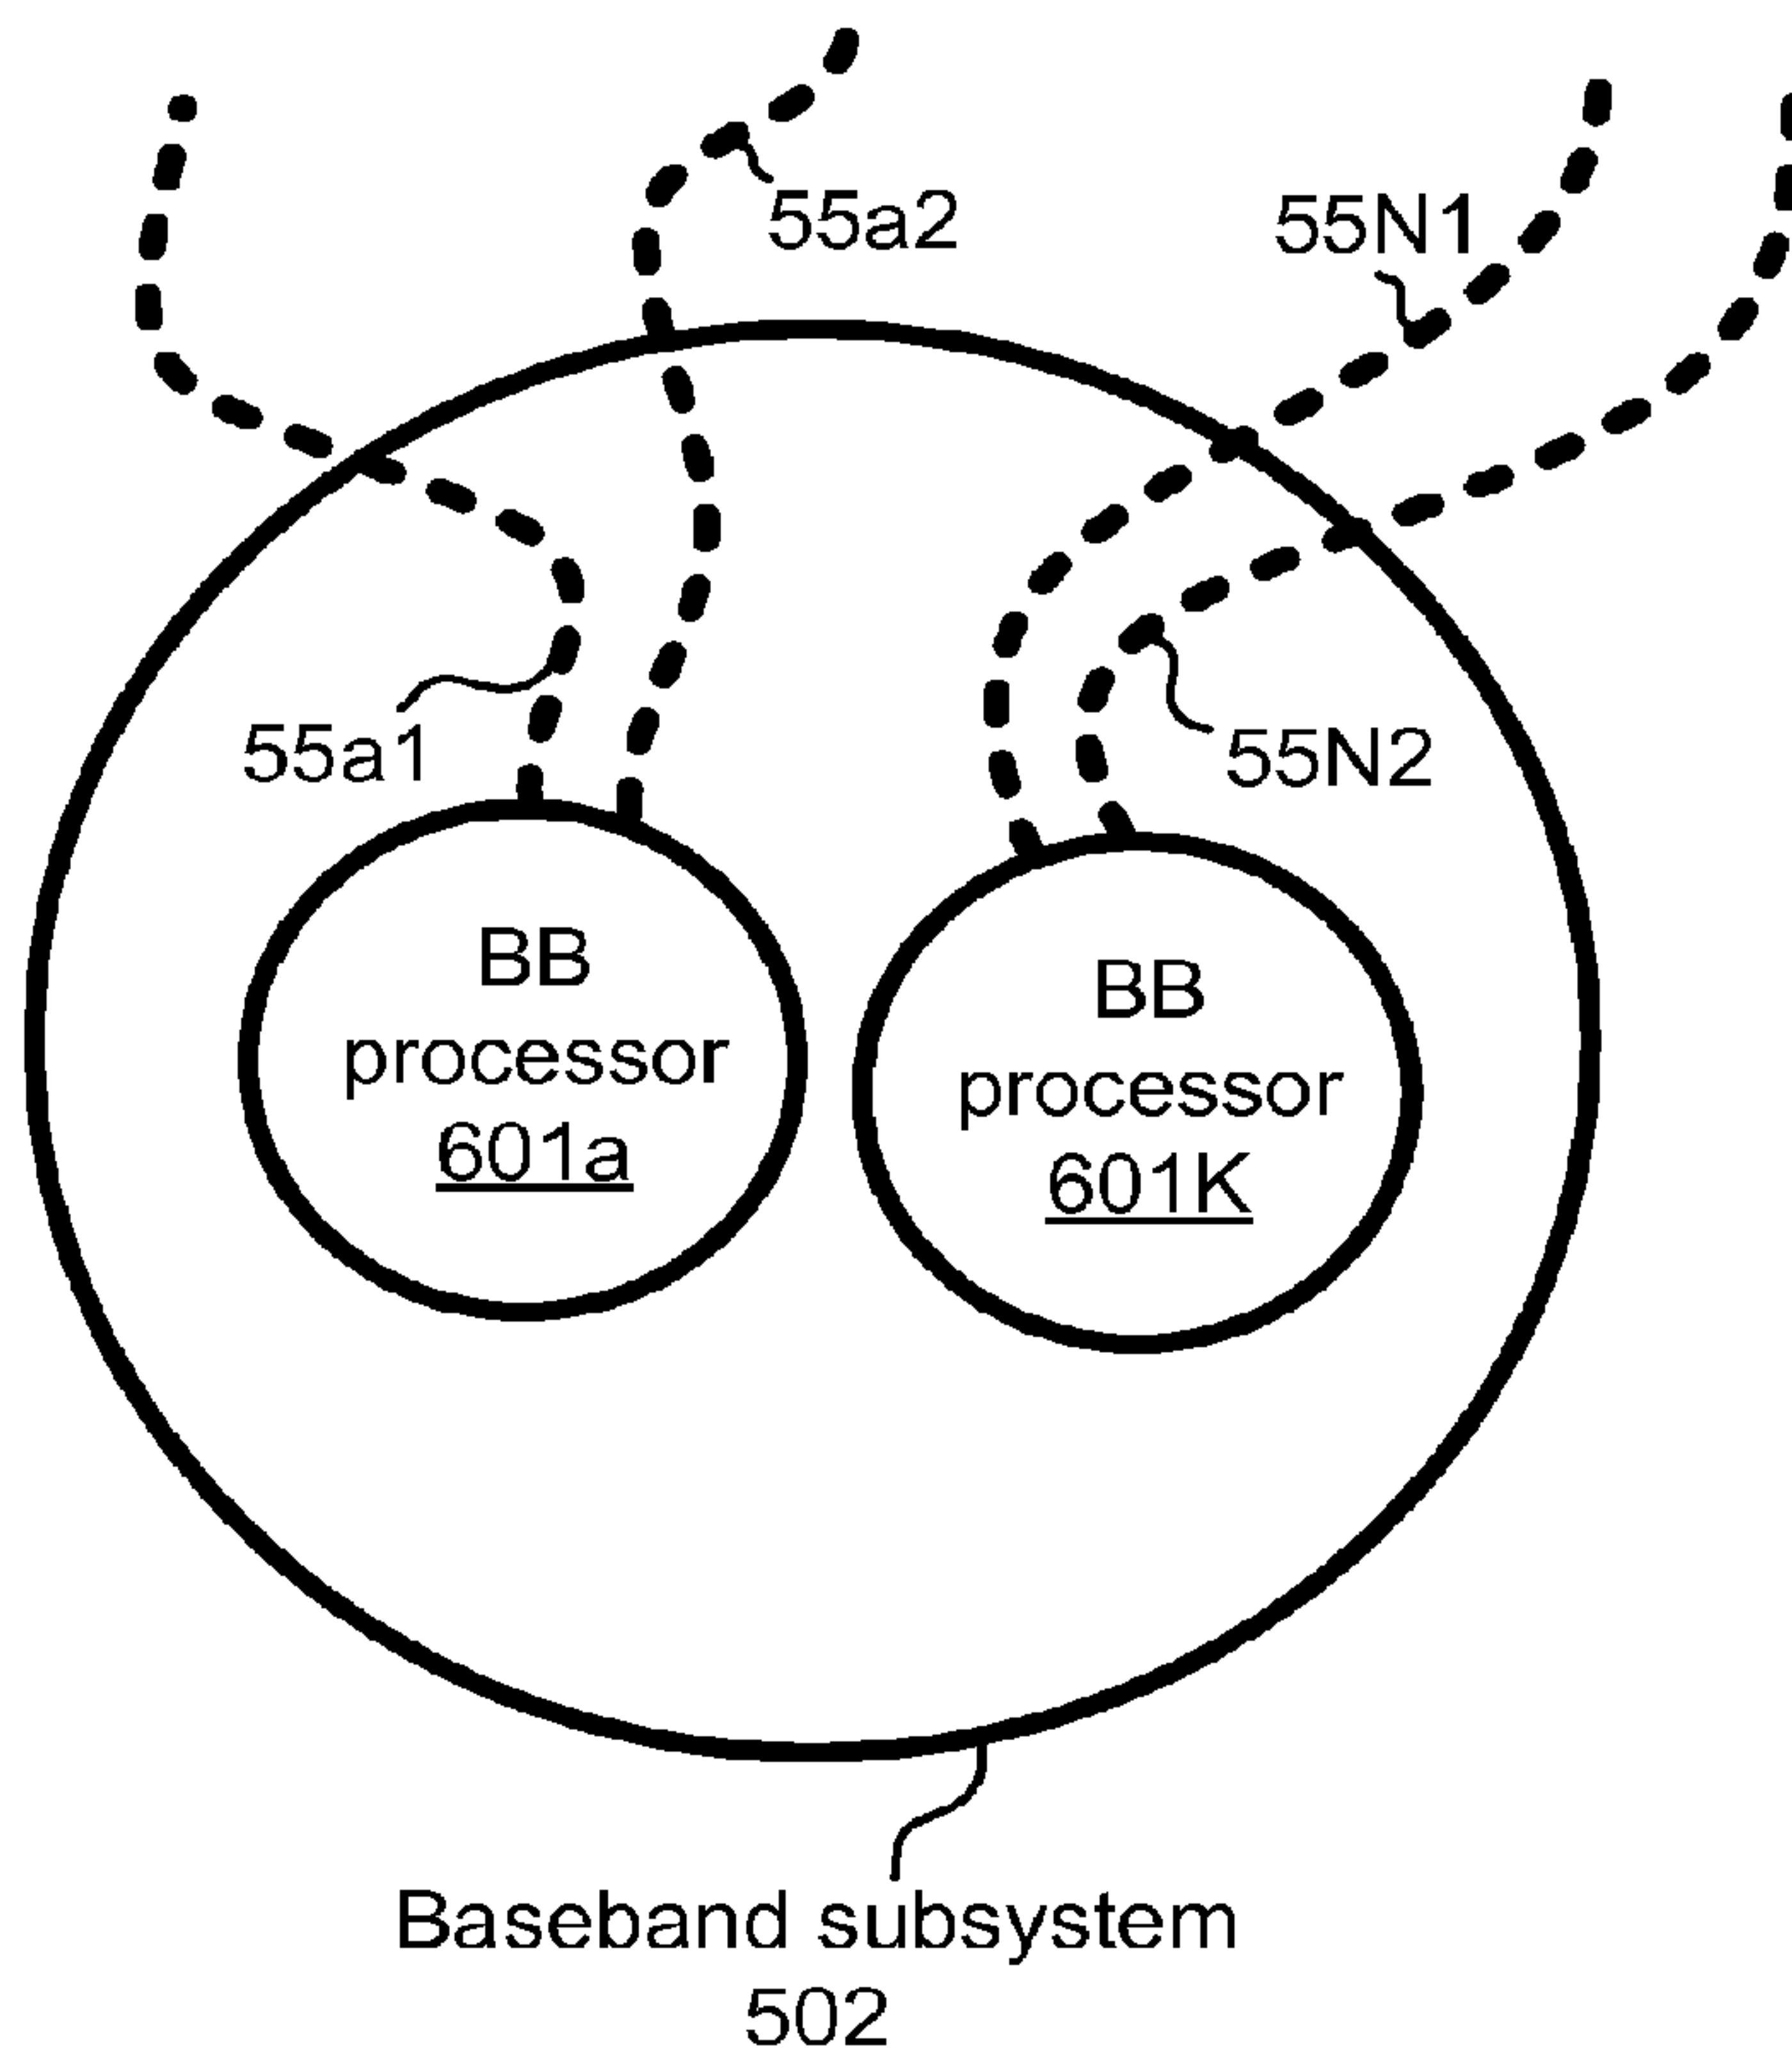 55a2
55N1
55a1
55N2
BB
processor
601a
BB
processor
601K
Baseband subsystem
502